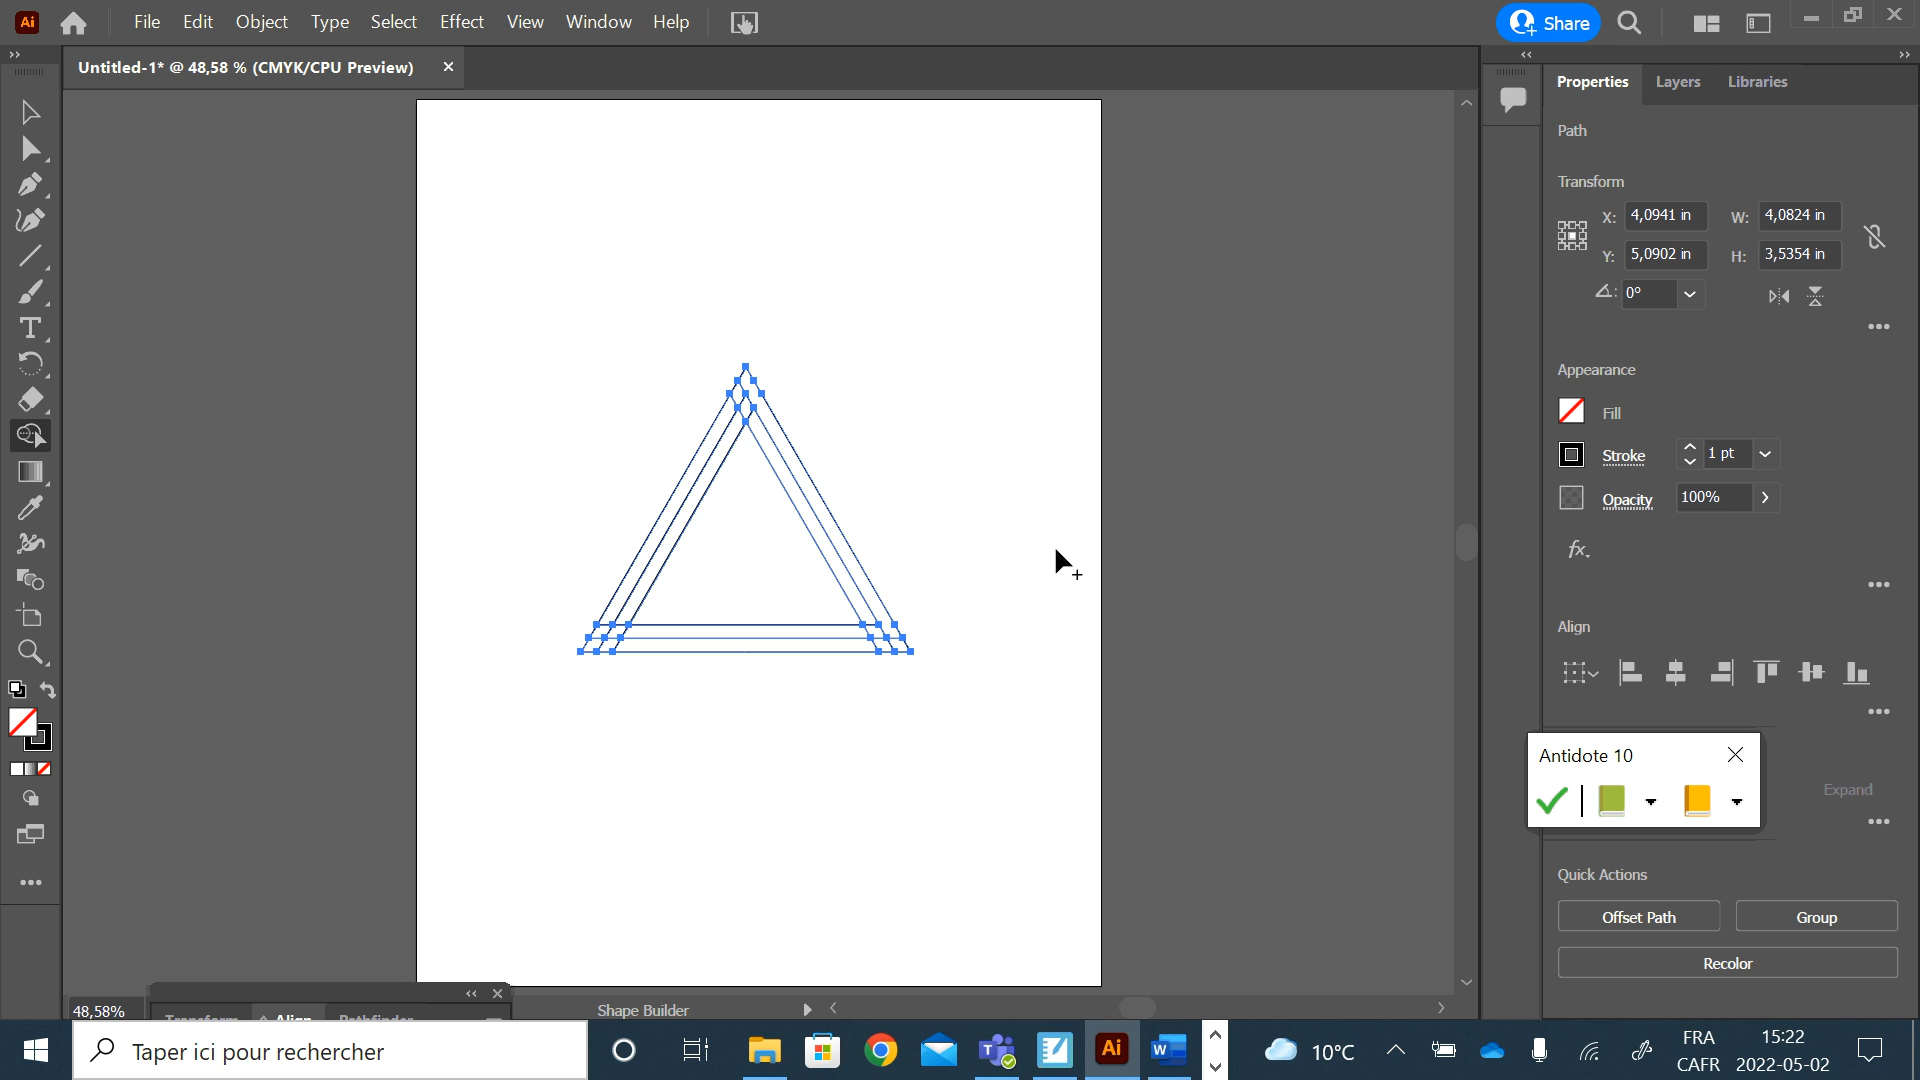 Ai File Edit Object Type Select Effect View Window Help Share
Untitled-1* @ 48,58 % (CMYK/CPU Preview)
Properties Layers Libraries
Path
Transform
X: 4,0941 in W: 4,0824 in
Y: 5,0902 in H: 3,5354 in
0°
Appearance
Fill
Stroke 1 pt
Opacity 100%
fx.
Align
Antidote 10
Expand
Quick Actions
Offset Path Group
Recolor
48,58% Transform Align Pathfinder Shape Builder
Taper ici pour rechercher
Ai
10°C
FRA
CAFR
15:22
2022-05-02